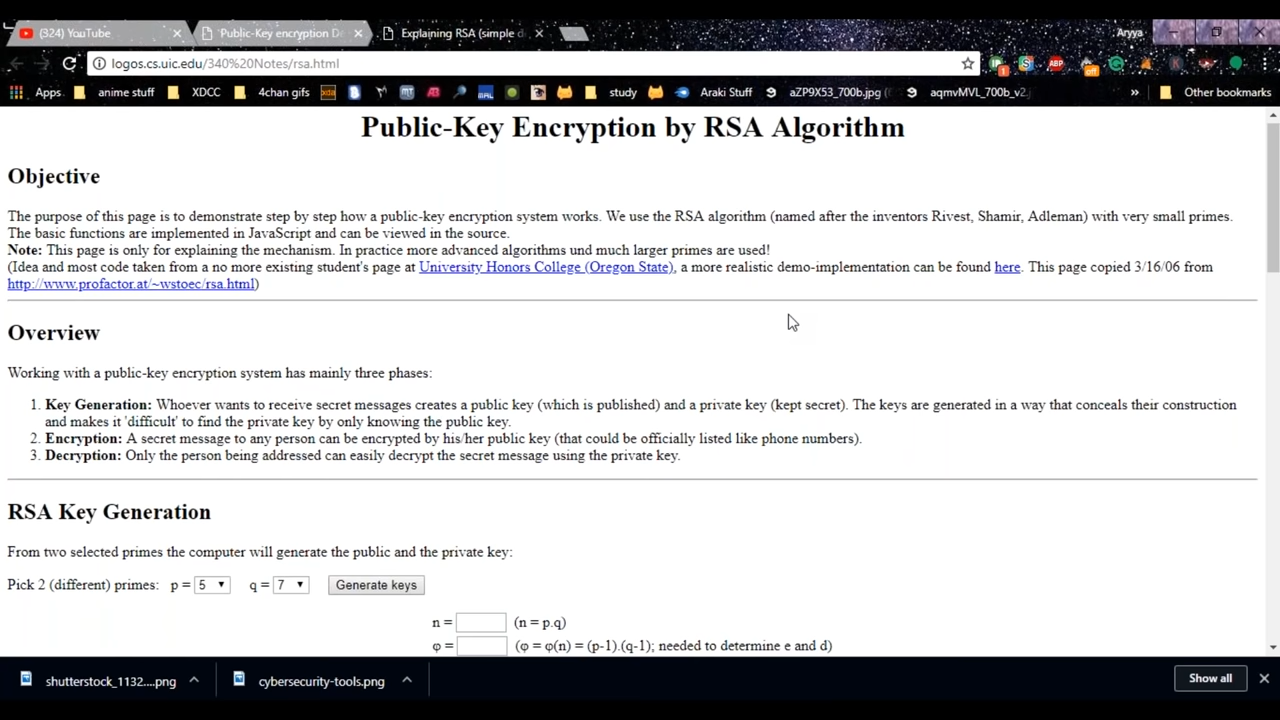 (324) YouTube
Public-Key encryption D
Explaining RSA (simple d
Aryya
logos.cs.uic.edu/340%20Notes/rsa.html
ABP
off
Apps anime stuff XDCC 4chan gifs xda MT MAL study Araki Stuff aZP9X53_700b.jpg ( aqmvMVL_700b_v2.j » Other bookmarks
Public-Key Encryption by RSA Algorithm
Objective
The purpose of this page is to demonstrate step by step how a public-key encryption system works. We use the RSA algorithm (named after the inventors Rivest, Shamir, Adleman) with very small primes.
The basic functions are implemented in JavaScript and can be viewed in the source.
Note: This page is only for explaining the mechanism. In practice more advanced algorithms und much larger primes are used!
(Idea and most code taken from a no more existing student's page at University Honors College (Oregon State), a more realistic demo-implementation can be found here. This page copied 3/16/06 from
http://www.profactor.at/~wstoec/rsa.html)
Overview
Working with a public-key encryption system has mainly three phases:
1. Key Generation: Whoever wants to receive secret messages creates a public key (which is published) and a private key (kept secret). The keys are generated in a way that conceals their construction
and makes it 'difficult' to find the private key by only knowing the public key.
2. Encryption: A secret message to any person can be encrypted by his/her public key (that could be officially listed like phone numbers).
3. Decryption: Only the person being addressed can easily decrypt the secret message using the private key.
RSA Key Generation
From two selected primes the computer will generate the public and the private key:
Pick 2 (different) primes: p = 5 q = 7 Generate keys
n = (n = p.q)
φ = (φ = φ(n) = (p-1).(q-1); needed to determine e and d)
shutterstock_1132....png
cybersecurity-tools.png
Show all